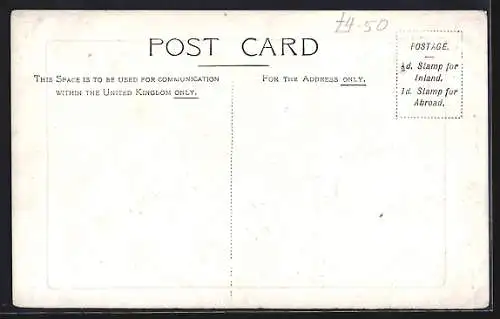 £4-50
POST CARD
POSTAGE.
½d. Stamp for
Inland.
1d. Stamp for
Abroad.
THIS SPACE IS TO BE USED FOR COMMUNICATION
WITHIN THE UNITED KINGDOM ONLY.
FOR THE ADDRESS ONLY.